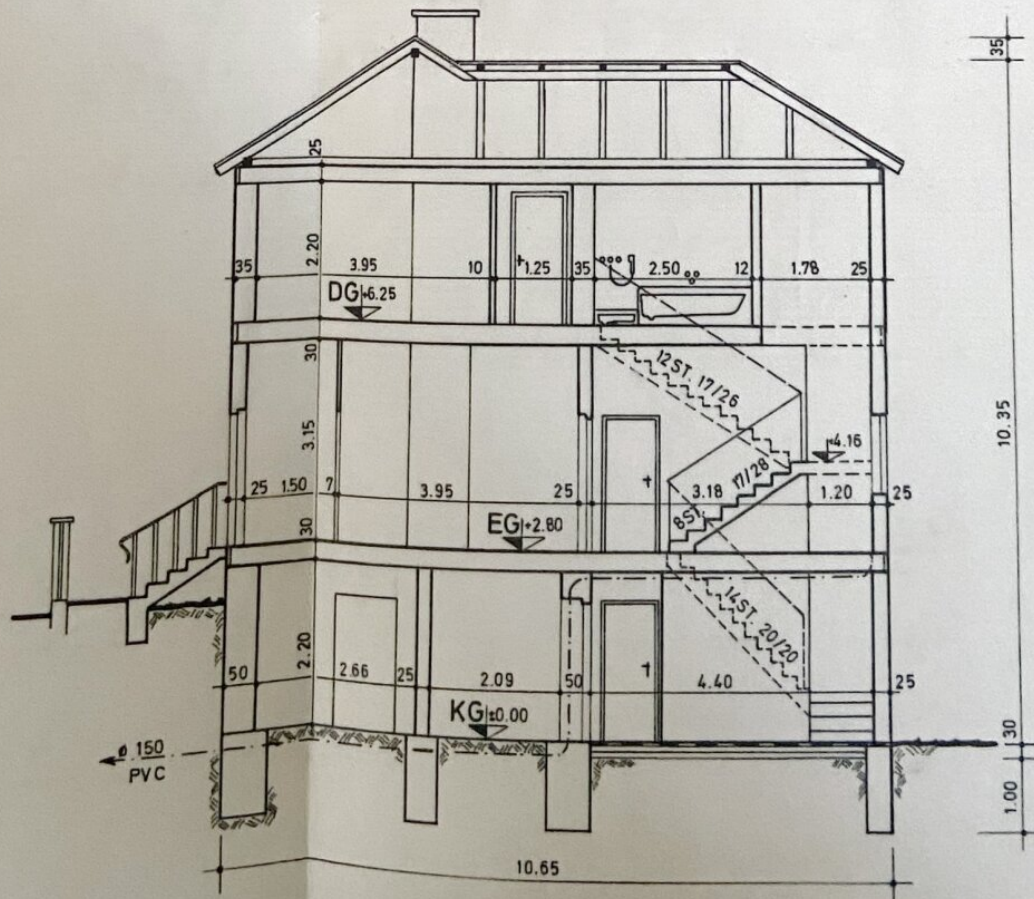 35
25
2.20
35 3.95 10 1.25 35 2.50 12 1.78 25
DG +6.25
30
12 ST. 17/26
10.35
3.15
+4.16
25 1.50 7 3.95 25 3.18 1.20 25
8 ST. 17/28
30
EG +2.80
14 ST. 20/20
2.20
50 2.66 25 2.09 50 4.40 25
KG ±0.00
30
ø 150
PVC
1.00
10.65